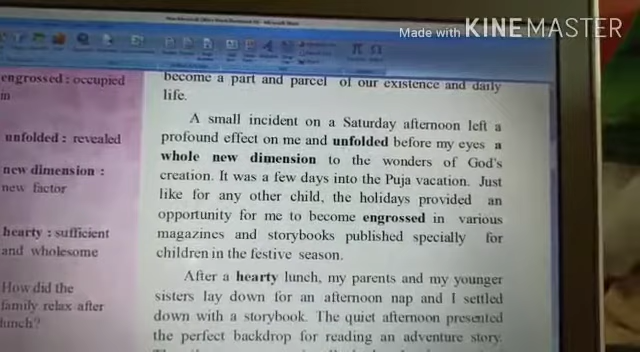 Made with KINEMASTER
engrossed : occupied
in
unfolded : revealed
new dimension :
new factor
hearty : sufficient
and wholesome
How did the
family relax after
lunch?
become a part and parcel of our existence and daily
life.
A small incident on a Saturday afternoon left a
profound effect on me and unfolded before my eyes a
whole new dimension to the wonders of God's
creation. It was a few days into the Puja vacation. Just
like for any other child, the holidays provided an
opportunity for me to become engrossed in various
magazines and storybooks published specially for
children in the festive season.
After a hearty lunch, my parents and my younger
sisters lay down for an afternoon nap and I settled
down with a storybook. The quiet afternoon presented
the perfect backdrop for reading an adventure story.